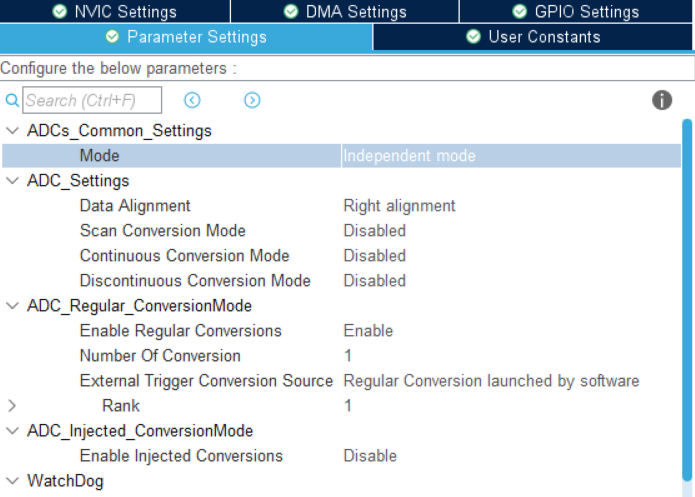 NVIC Settings DMA Settings GPIO Settings
Parameter Settings User Constants
Configure the below parameters :
Search (Ctrl+F)
ADCs_Common_Settings
Mode Independent mode
ADC_Settings
Data Alignment Right alignment
Scan Conversion Mode Disabled
Continuous Conversion Mode Disabled
Discontinuous Conversion Mode Disabled
ADC_Regular_ConversionMode
Enable Regular Conversions Enable
Number Of Conversion 1
External Trigger Conversion Source Regular Conversion launched by software
Rank 1
ADC_Injected_ConversionMode
Enable Injected Conversions Disable
WatchDog